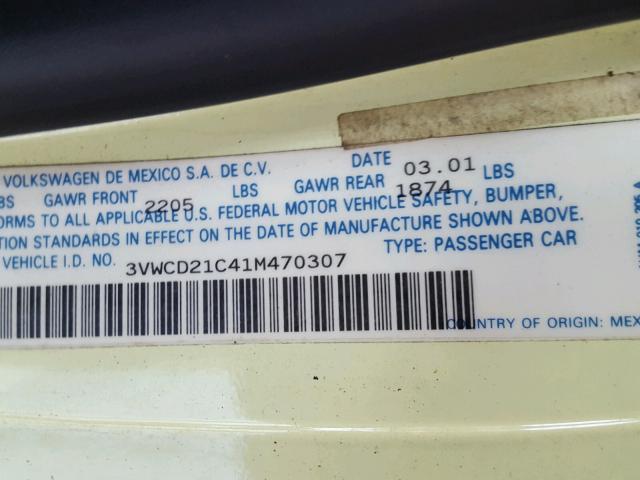 VOLKSWAGEN DE MEXICO S.A. DE C.V. DATE 03.01
BS GAWR FRONT 2205 LBS GAWR REAR 1874 LBS
ORMS TO ALL APPLICABLE U.S. FEDERAL MOTOR VEHICLE SAFETY, BUMPER,
TION STANDARDS IN EFFECT ON THE DATE OF MANUFACTURE SHOWN ABOVE.
VEHICLE I.D. NO. 3VWCD21C41M470307 TYPE: PASSENGER CAR
COUNTRY OF ORIGIN: MEX